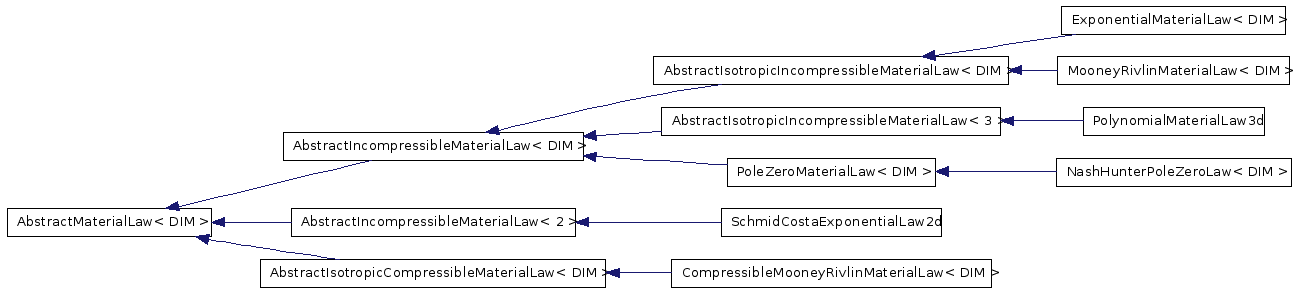 ExponentialMaterialLaw< DIM >
AbstractIsotropicIncompressibleMaterialLaw< DIM >
MooneyRivlinMaterialLaw< DIM >
AbstractIsotropicIncompressibleMaterialLaw< 3 >
PolynomialMaterialLaw3d
AbstractIncompressibleMaterialLaw< DIM >
PoleZeroMaterialLaw< DIM >
NashHunterPoleZeroLaw< DIM >
AbstractMaterialLaw< DIM >
AbstractIncompressibleMaterialLaw< 2 >
SchmidCostaExponentialLaw2d
AbstractIsotropicCompressibleMaterialLaw< DIM >
CompressibleMooneyRivlinMaterialLaw< DIM >